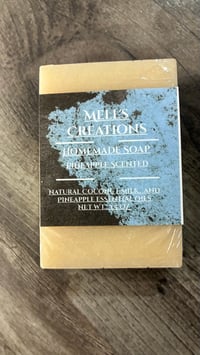 MELL'S
CREATIONS
HOMEMADE SOAP
PINEAPPLE SCENTED
NATURAL COCONUT MILK AND
PINEAPPLE ESSENTIAL OILS
NET WT